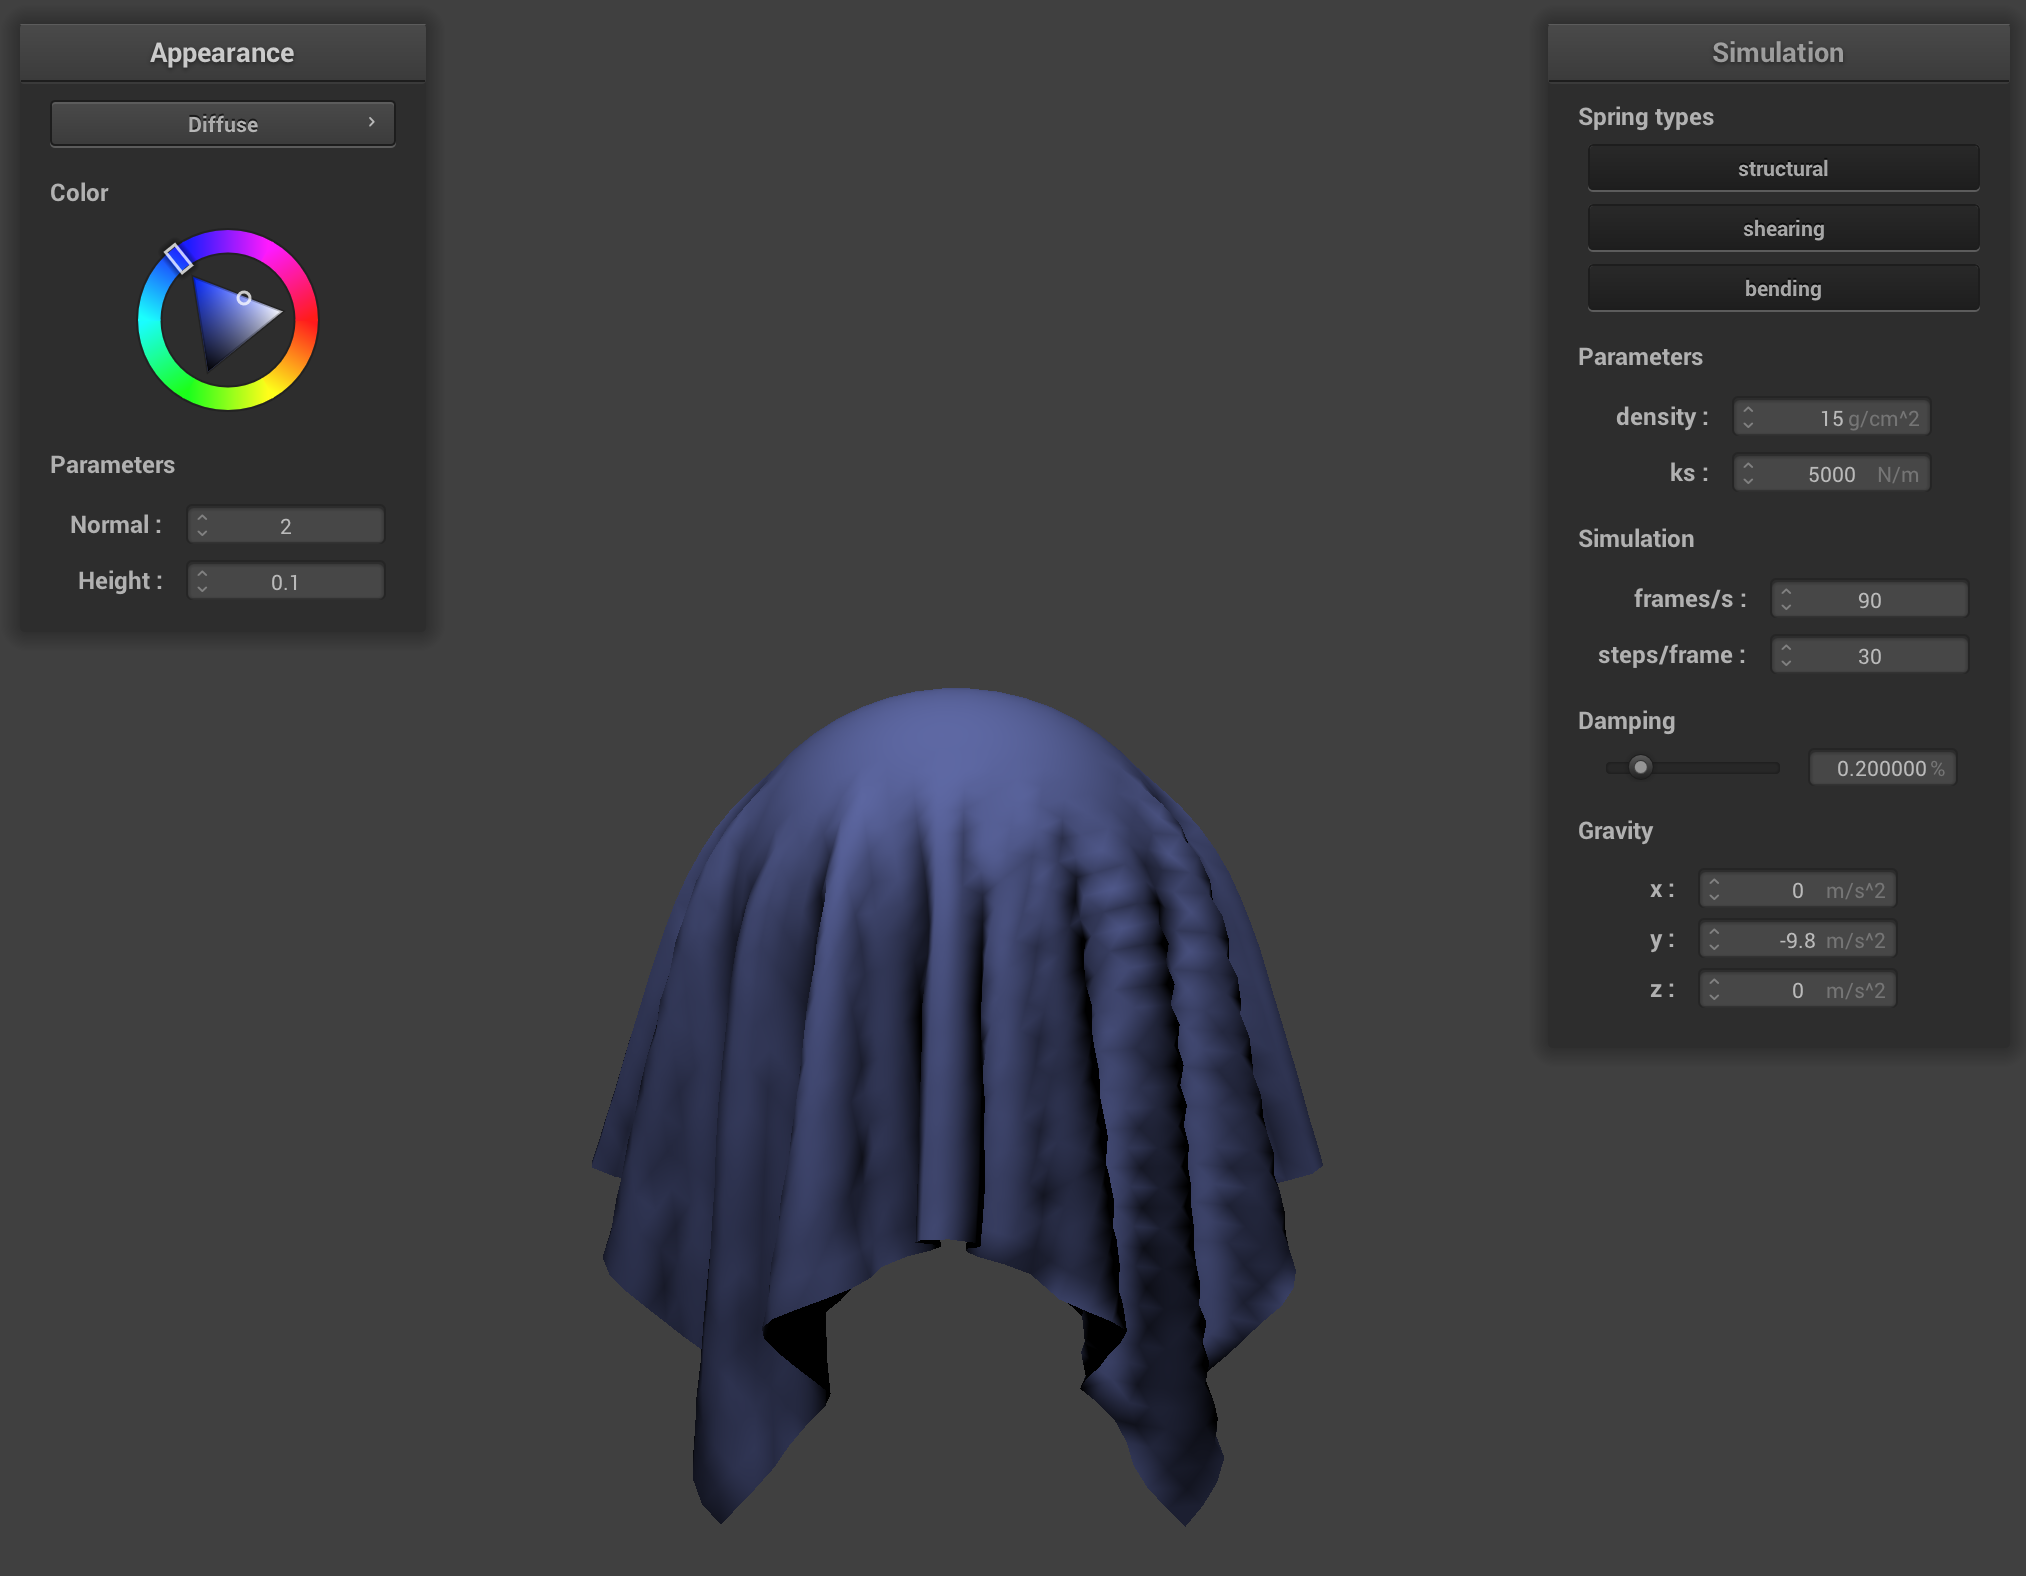 Appearance
Diffuse
Color
Parameters
Normal : 2
Height : 0.1
Simulation
Spring types
structural
shearing
bending
Parameters
density : 15 g/cm^2
ks : 5000 N/m
Simulation
frames/s : 90
steps/frame : 30
Damping
0.200000 %
Gravity
x : 0 m/s^2
y : -9.8 m/s^2
z : 0 m/s^2